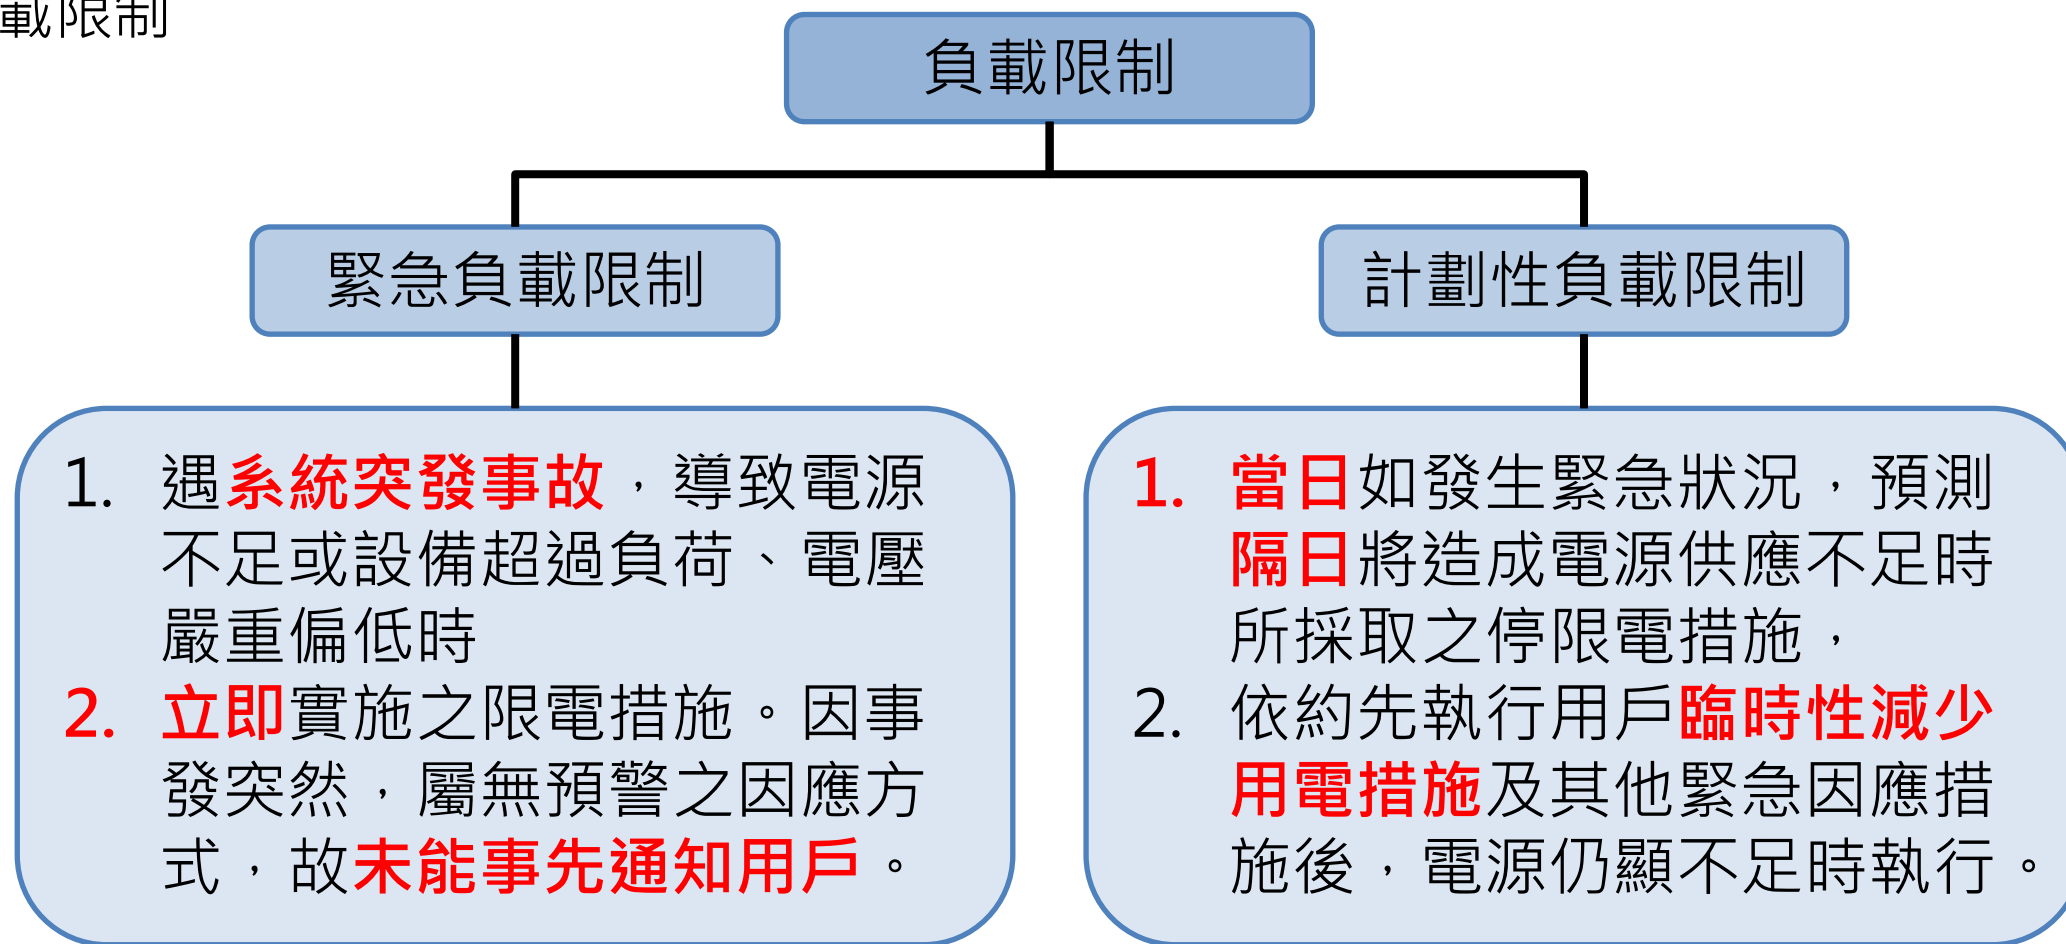 載限制
負載限制
緊急負載限制
計劃性負載限制
1. 遇系統突發事故，導致電源
不足或設備超過負荷、電壓
嚴重偏低時
2. 立即實施之限電措施。因事
發突然，屬無預警之因應方
式，故未能事先通知用戶。
1. 當日如發生緊急狀況，預測
隔日將造成電源供應不足時
所採取之停限電措施，
2. 依約先執行用戶臨時性減少
用電措施及其他緊急因應措
施後，電源仍顯不足時執行。